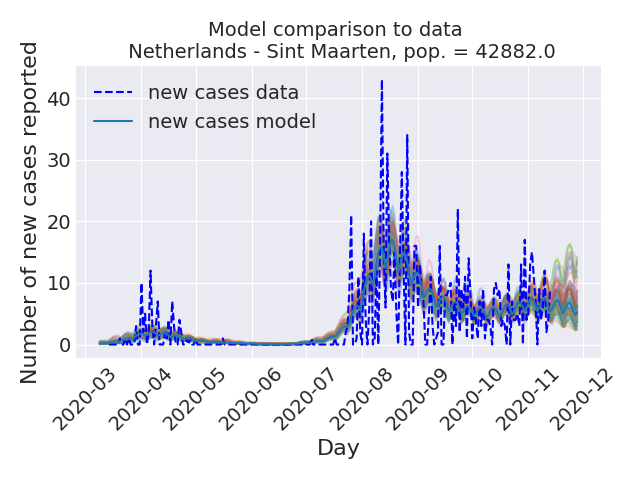 Model comparison to data
Netherlands - Sint Maarten, pop. = 42882.0
Number of new cases reported
40
30
20
10
0
new cases data
new cases model
2020-03
2020-04
2020-05
2020-06
2020-07
2020-08
2020-09
2020-10
2020-11
2020-12
Day